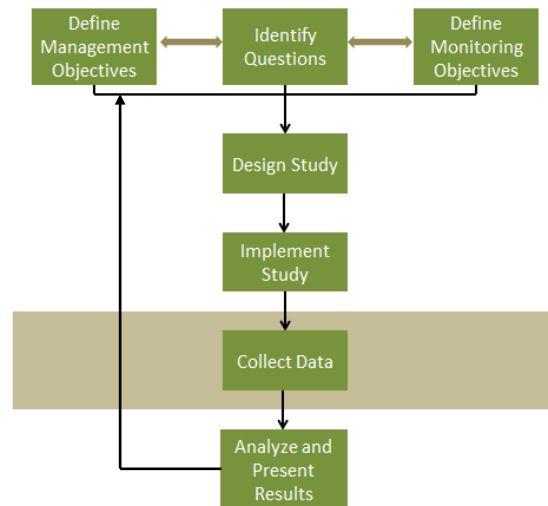 Define
Management
Objectives
Identify
Questions
Define
Monitoring
Objectives
Design Study
Implement
Study
Collect Data
Analyze and
Present
Results